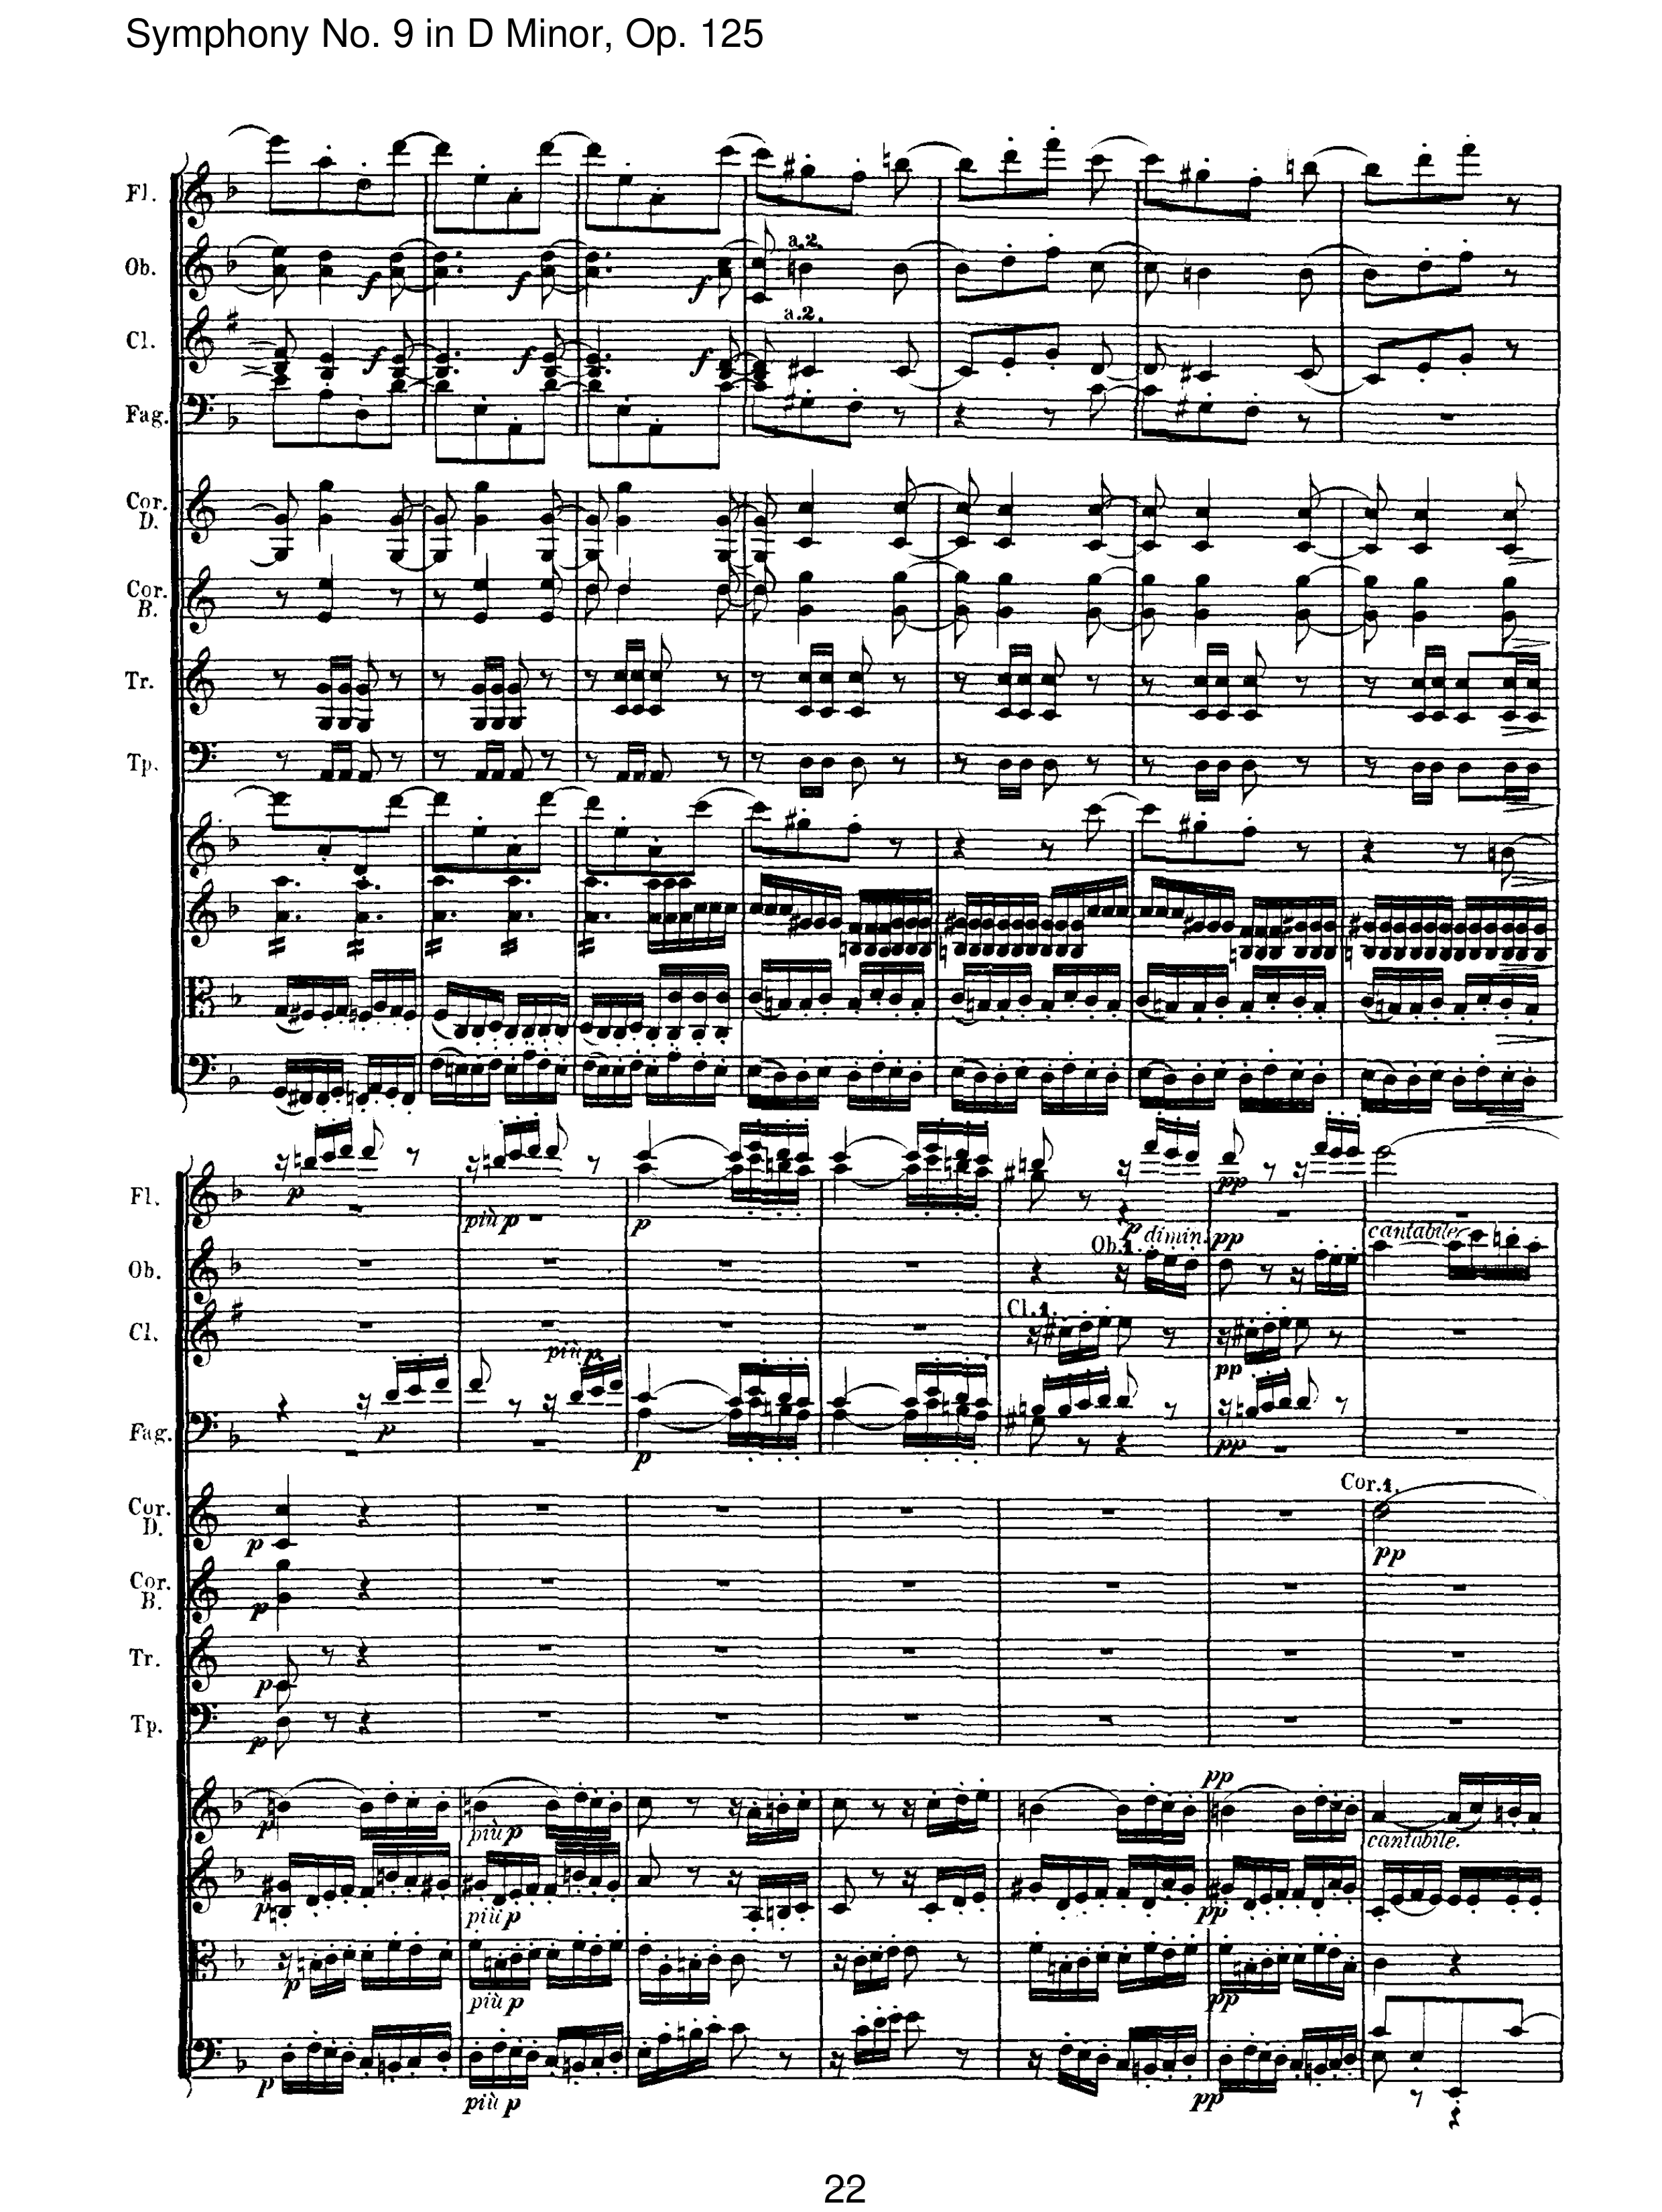 Symphony No. 9 in D Minor, Op. 125
Fl.
Ob.
a.2.
f f f
Cl.
a.2.
f f f
Fag.
Cor.
D.
Cor.
B.
Tr.
Tp.
Fl.
p più p p p dimin. pp
Ob.
Ob.1. pp cantabile
Cl.
Cl.1.
più p pp
Fag.
p p pp
Cor.
D.
Cor.1.
p pp
Cor.
B.
p
Tr.
p
Tp.
p
pp
p più p cantabile.
p più p pp
p più p pp
p più p pp
22